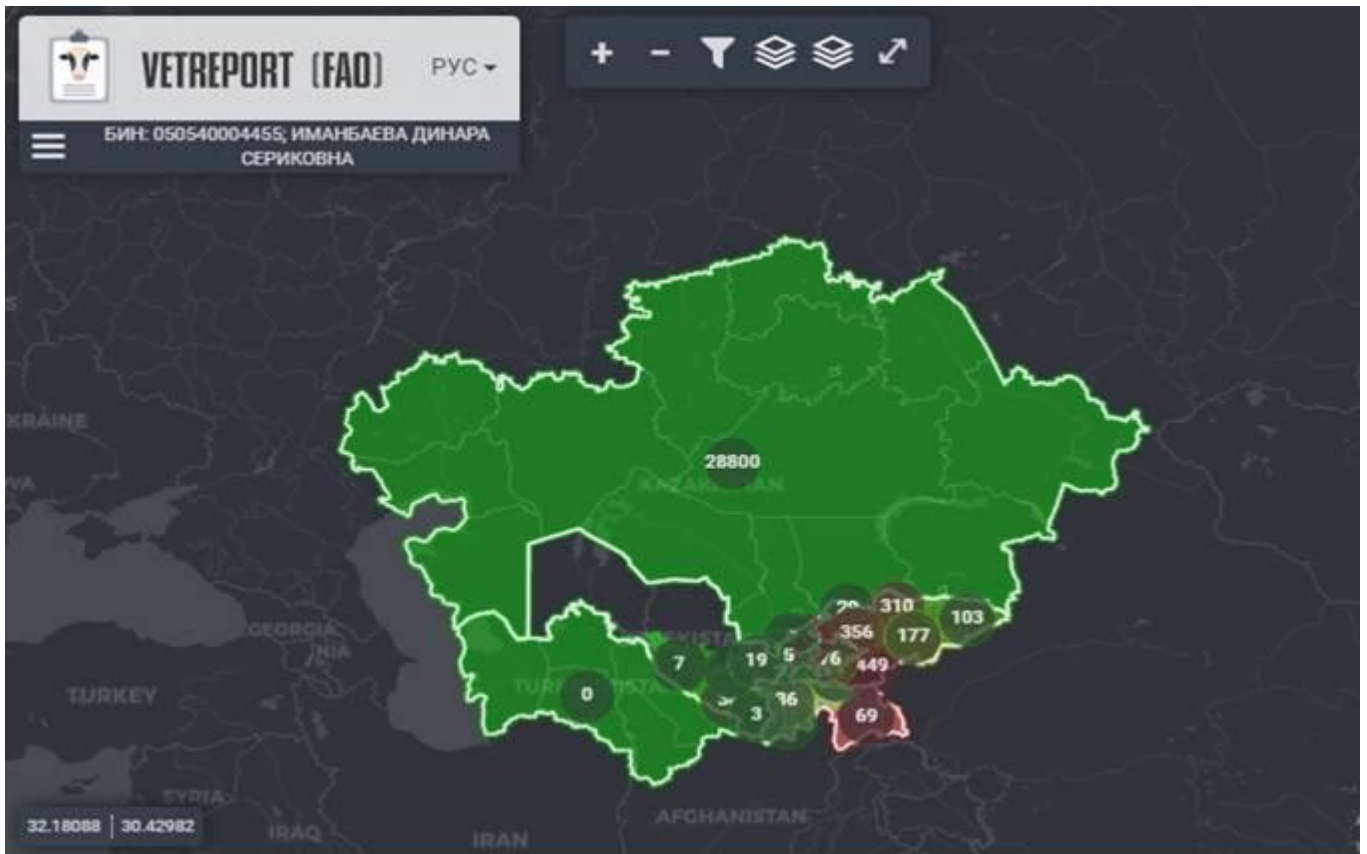 VETREPORT (FAO)
РУС
БИН: 050540004455; ИМАНБАЕВА ДИНАРА
СЕРИКОВНА
KRAINE
28800
310
103
356
177
GEORGIA
19
5
76
449
7
TURKEY
0
36
3
69
SYRIA
32.18088 | 30.42982
AFGHANISTAN
IRAQ
IRAN